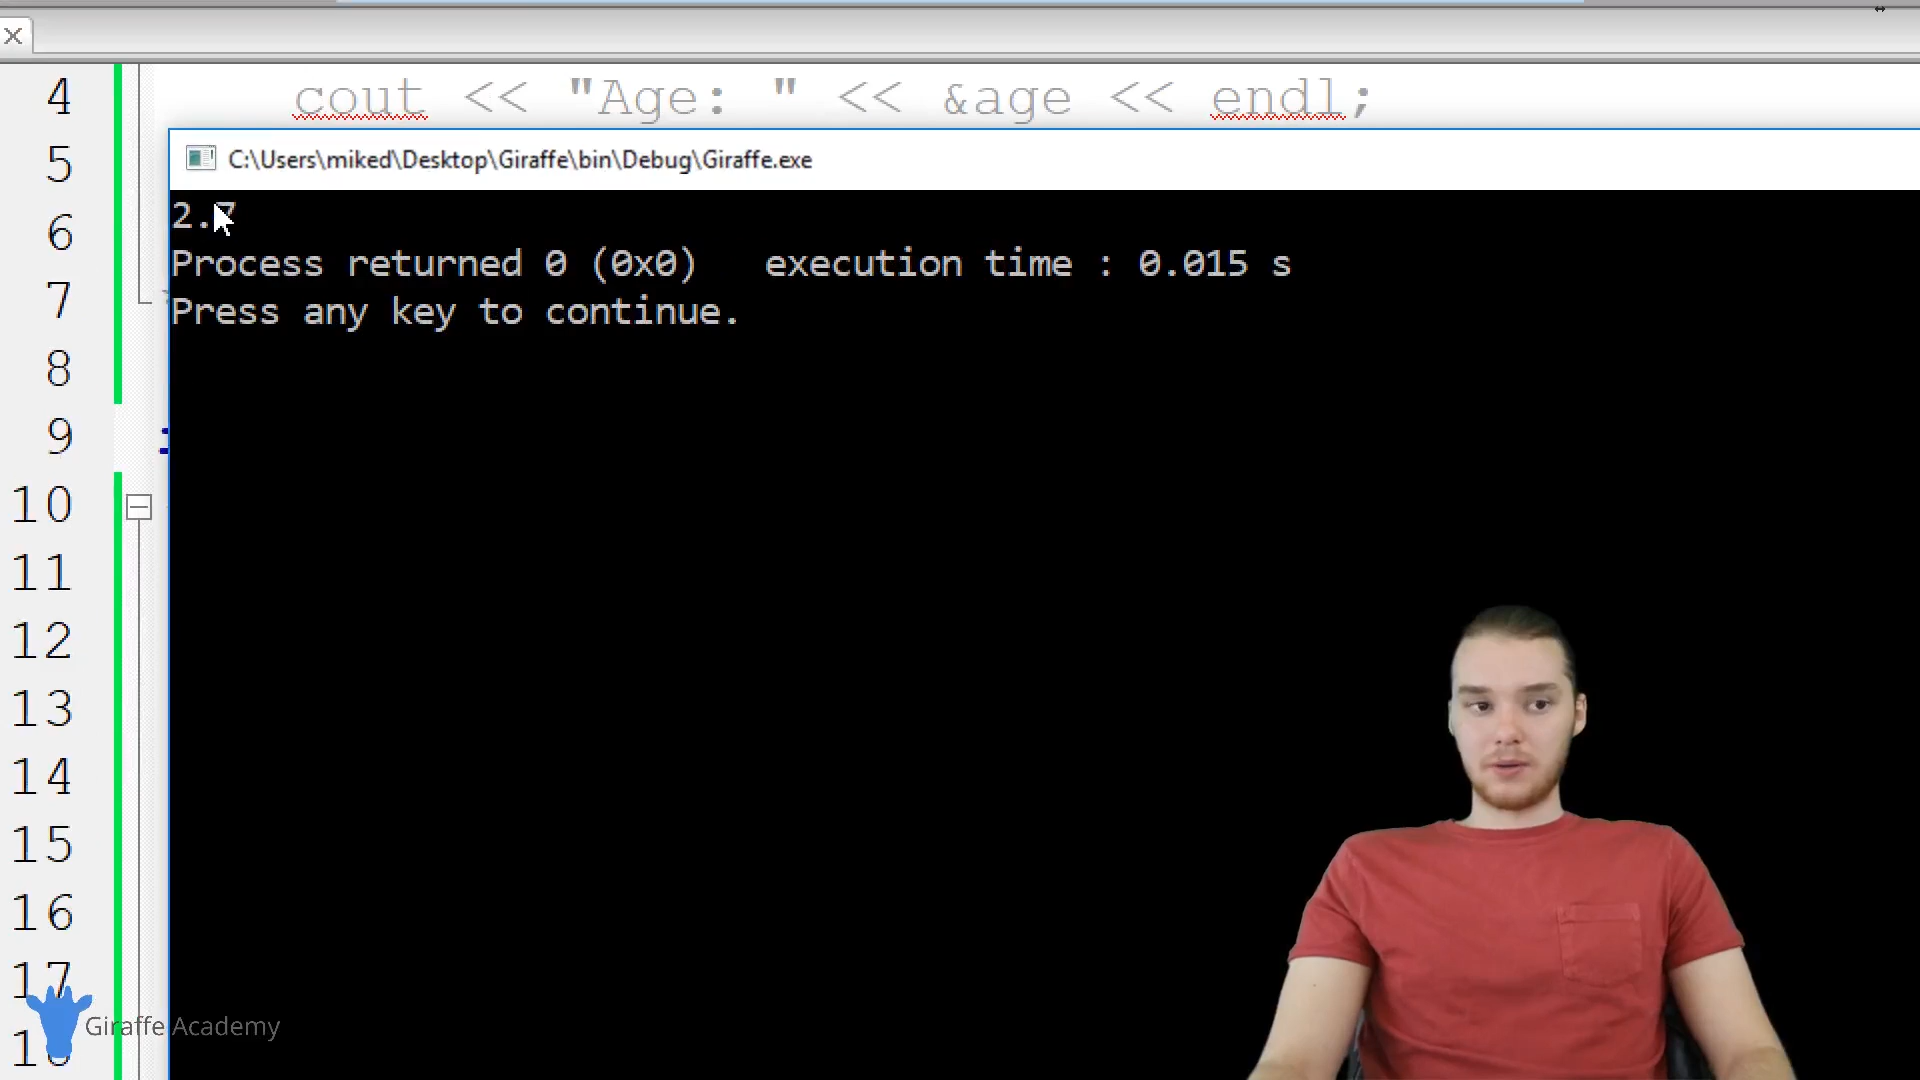 4 cout << "Age: " << &age << endl;
5
C:\Users\miked\Desktop\Giraffe\bin\Debug\Giraffe.exe
6
2.7
Process returned 0 (0x0)   execution time : 0.015 s
7
Press any key to continue.
8
9
10
11
12
13
14
15
16
17
Giraffe Academy